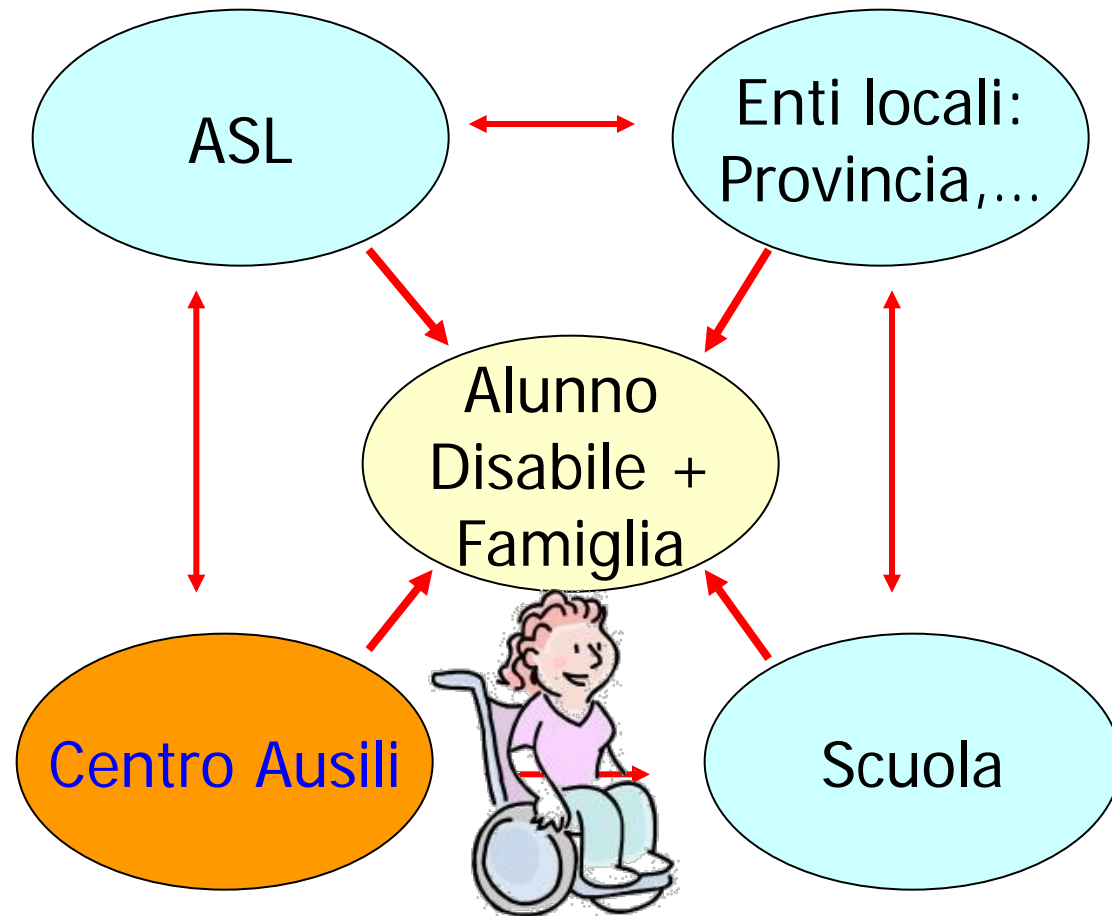 ASL
Enti locali:
Provincia,...
Alunno
Disabile +
Famiglia
Centro Ausili
Scuola